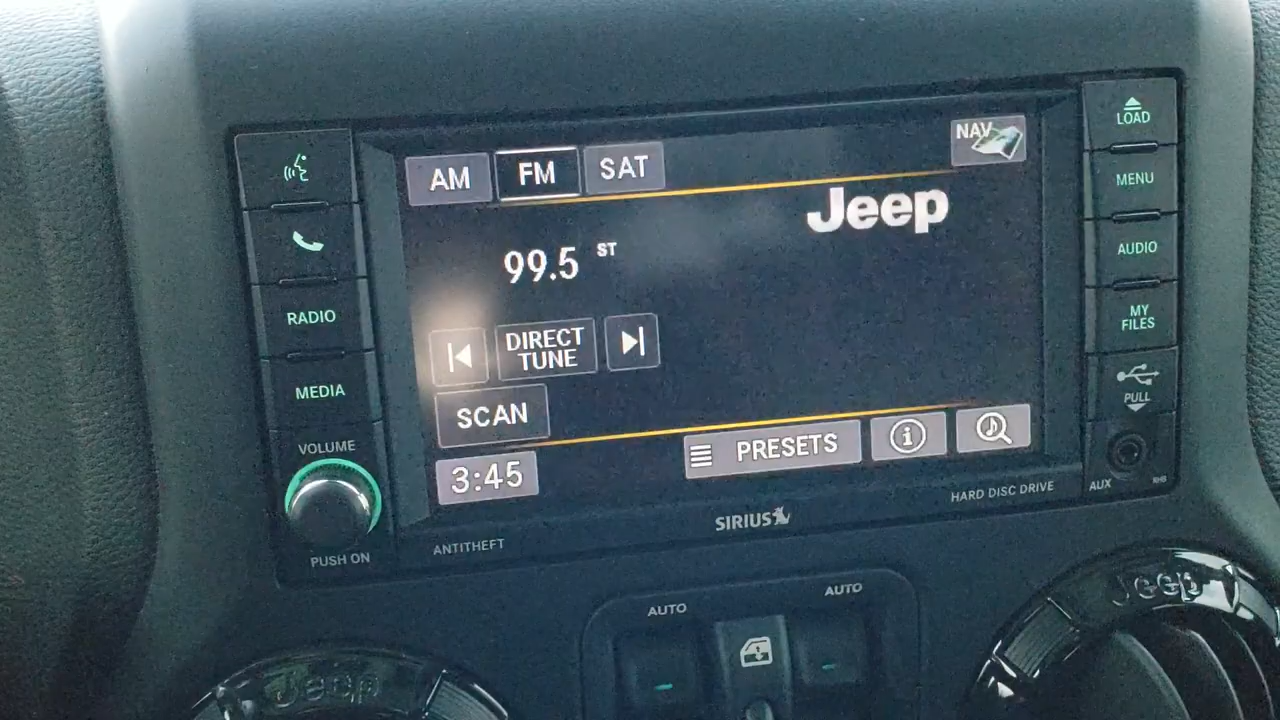 LOAD
NAV
AM FM SAT
MENU
Jeep
99.5 ST
AUDIO
RADIO
MY
FILES
DIRECT
TUNE
MEDIA
SCAN
PULL
VOLUME
PRESETS
3:45
AUX
HARD DISC DRIVE
SIRIUS
ANTITHEFT
PUSH ON
AUTO
AUTO
Jeep
Jeep